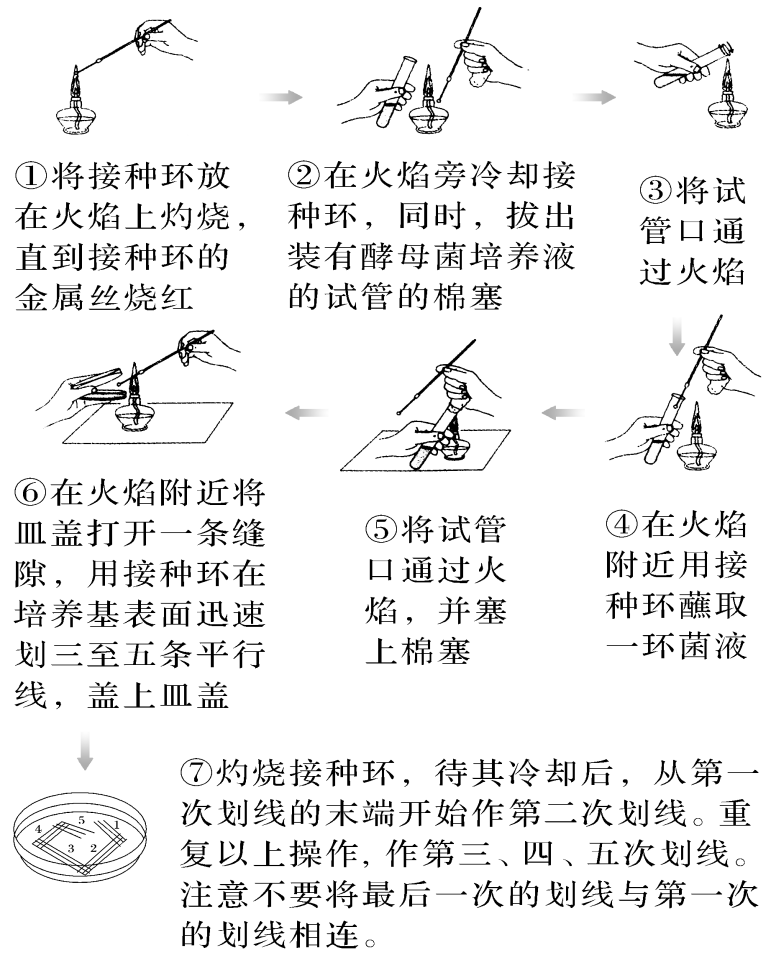 ①将接种环放
在火焰上灼烧，
直到接种环的
金属丝烧红
②在火焰旁冷却接
种环，同时，拔出
装有酵母菌培养液
的试管的棉塞
③将试
管口通
过火焰
④在火焰
附近用接
种环蘸取
一环菌液
⑤将试管
口通过火
焰，并塞
上棉塞
⑥在火焰附近将
皿盖打开一条缝
隙，用接种环在
培养基表面迅速
划三至五条平行
线，盖上皿盖
⑦灼烧接种环，待其冷却后，从第一
次划线的末端开始作第二次划线。重
复以上操作,作第三、四、五次划线。
注意不要将最后一次的划线与第一次
的划线相连。
5 1
4
3 2